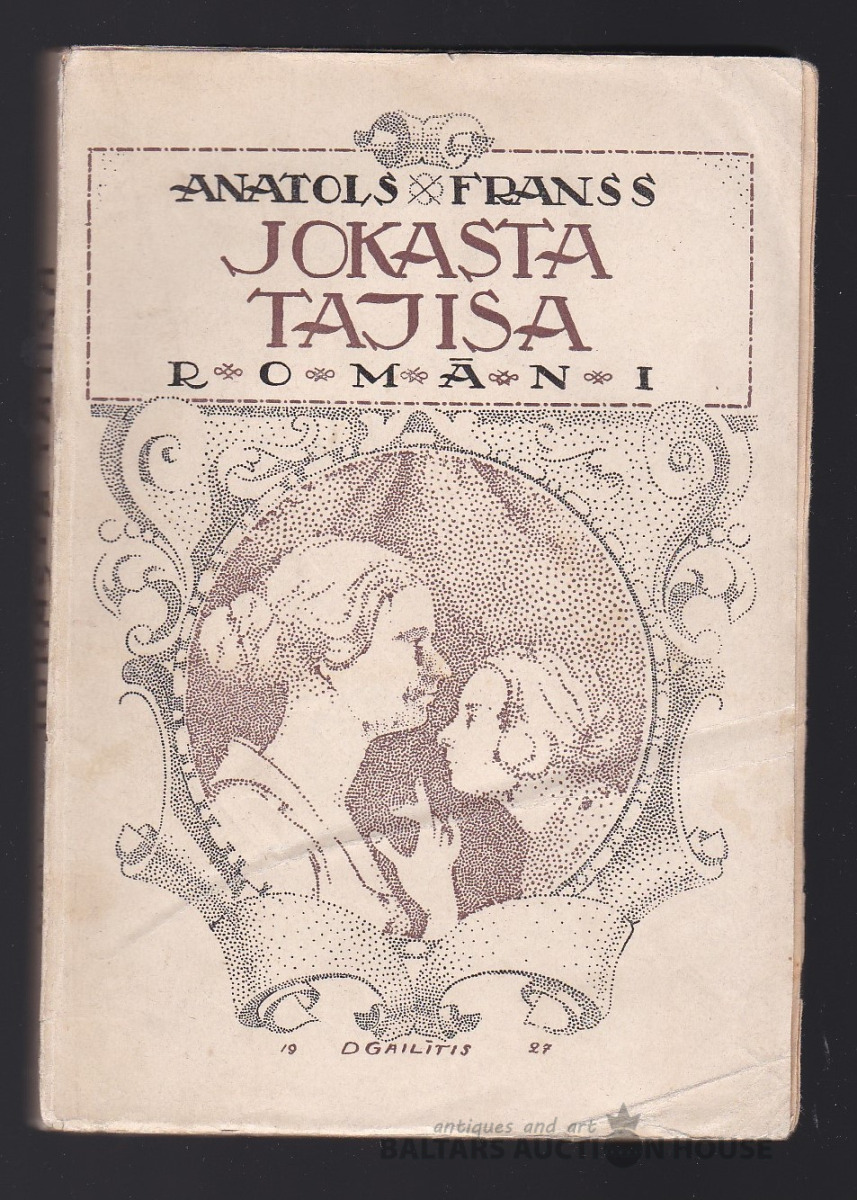 ANATOLS FRANSS
JOKASTA
TAJISA
ROMĀNI
19 D GAILĪTIS 27
antiques and art
BALTARS AUCTION HOUSE